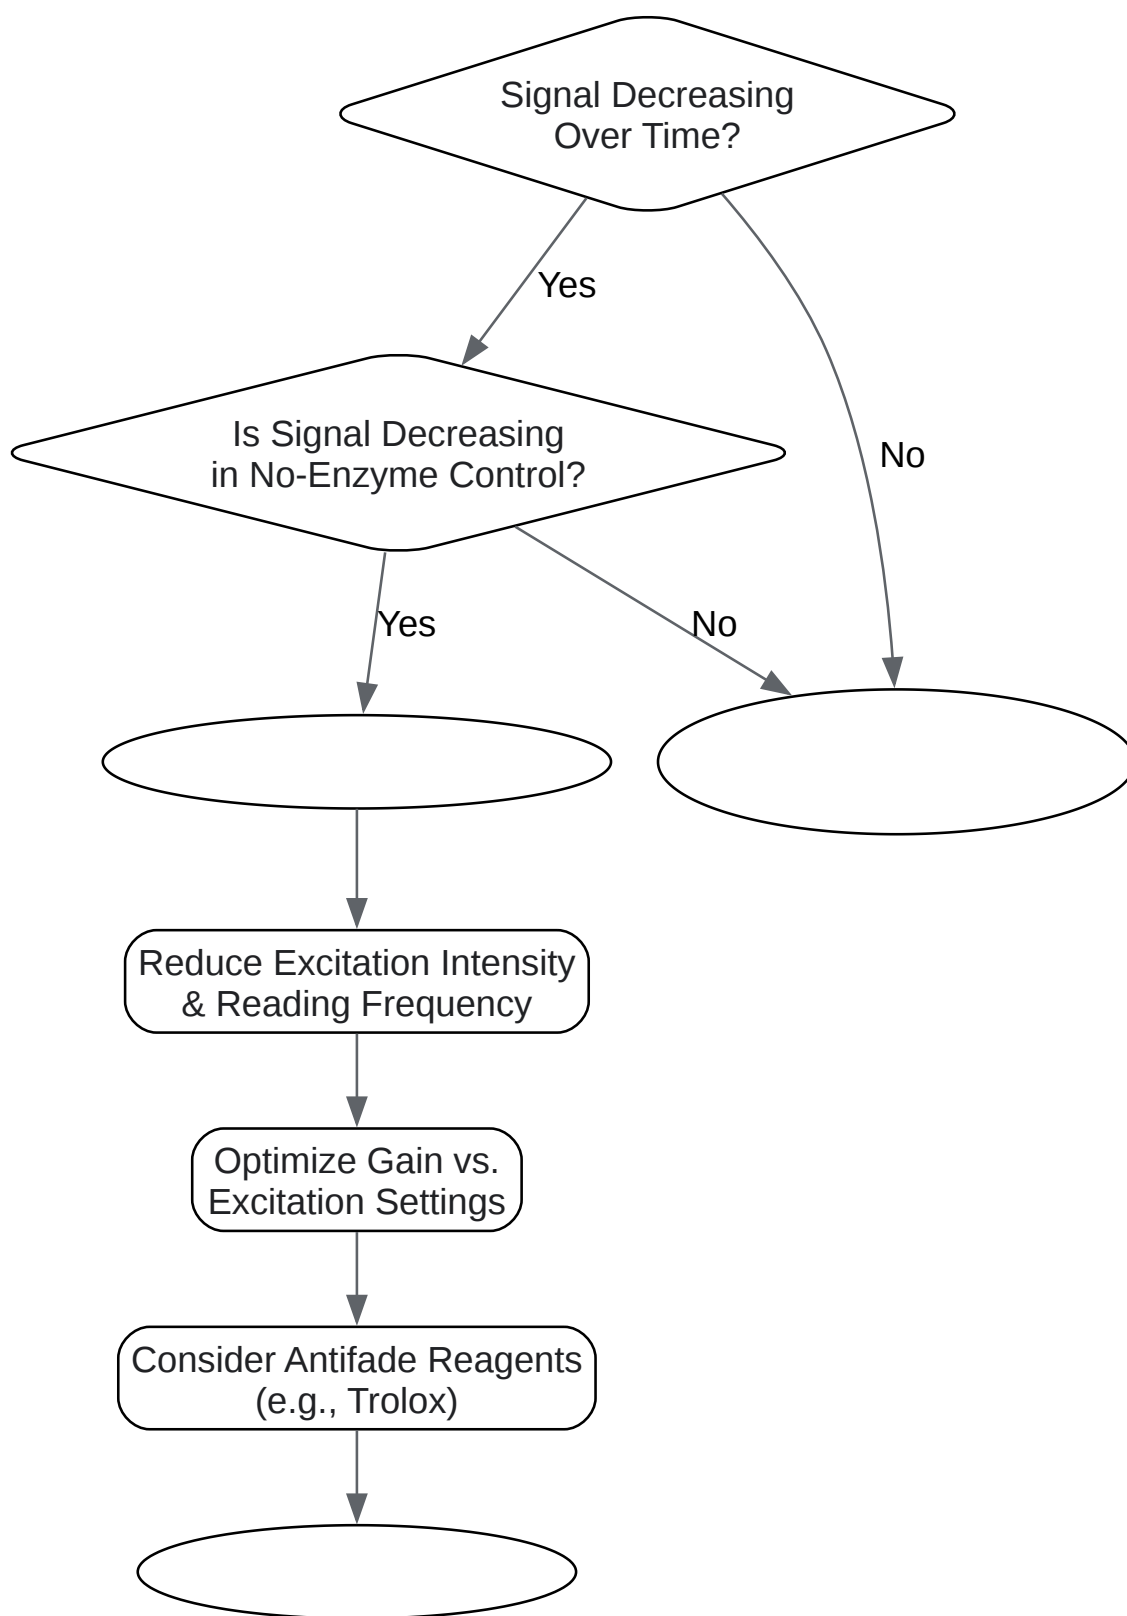 Signal Decreasing
Over Time?
Yes
Is Signal Decreasing
in No-Enzyme Control?
No
Yes
No
Reduce Excitation Intensity
& Reading Frequency
Optimize Gain vs.
Excitation Settings
Consider Antifade Reagents
(e.g., Trolox)